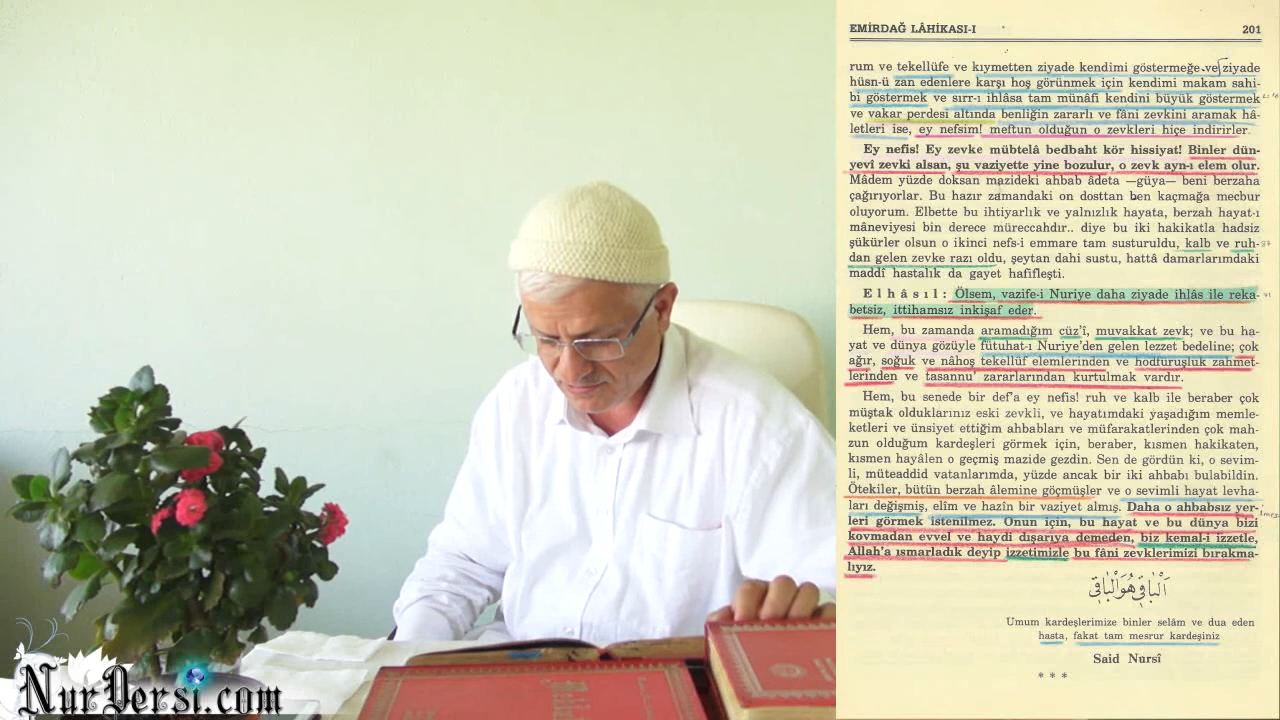 EMİRDAĞ LÂHİKASI-I 201
rum ve tekellüfe ve kıymetten ziyade kendimi göstermeğe ve ziyade
hüsn-ü zan edenlere karşı hoş görünmek için kendimi makam sahi-
bi göstermek ve sırr-ı ihlâsa tam münâfi kendini büyük göstermek
ve vakar perdesi altında benliğin zararlı ve fâni zevkini aramak hâ-
letleri ise, ey nefsim! meftun olduğun o zevkleri hiçe indirirler.
Ey nefis! Ey zevke mübtelâ bedbaht kör hissiyat! Binler dün-
yevî zevki alsan, şu vaziyette yine bozulur, o zevk ayn-ı elem olur.
Mâdem yüzde doksan mazideki ahbab âdeta —güya— beni berzaha
çağırıyorlar. Bu hazır zamandaki on dosttan ben kaçmağa mecbur
oluyorum. Elbette bu ihtiyarlık ve yalnızlık hayata, berzah hayat-ı
mâneviyesi bin derece müreccahdır.. diye bu iki hakikatla hadsiz
şükürler olsun o ikinci nefs-i emmare tam susturuldu, kalb ve ruh-
dan gelen zevke razı oldu, şeytan dahi sustu, hattâ damarlarımdaki
maddî hastalık da gayet hafifleşti.
Elhâsıl: Ölsem, vazife-i Nuriye daha ziyade ihlâs ile reka-
betsiz, ittihamsız inkişaf eder.
Hem, bu zamanda aramadığım cüz'î, muvakkat zevk; ve bu ha-
yat ve dünya gözüyle fütuhat-ı Nuriye'den gelen lezzet bedeline; çok
ağır, soğuk ve nâhoş tekellüf elemlerinden ve hodfuruşluk zahmet-
lerinden ve tasannu' zararlarından kurtulmak vardır.
Hem, bu senede bir def'a ey nefis! ruh ve kalb ile beraber çok
müştak olduklarınız eski zevkli, ve hayatımdaki yaşadığım memle-
ketleri ve ünsiyet ettiğim ahbabları ve müfarakatlerinden çok mah-
zun olduğum kardeşleri görmek için, beraber, kısmen hakikaten,
kısmen hayâlen o geçmiş mazide gezdin. Sen de gördün ki, o sevim-
li, müteaddid vatanlarımda, yüzde ancak bir iki ahbabı bulabildin.
Ötekiler, bütün berzah âlemine göçmüşler ve o sevimli hayat levha-
ları değişmiş, elîm ve hazîn bir vaziyet almış. Daha o ahbabsız yer-
leri görmek istenilmez. Onun için, bu hayat ve bu dünya bizi
kovmadan evvel ve haydi dışarıya demeden, biz kemal-i izzetle,
Allah'a ısmarladık deyip izzetimizle bu fâni zevklerimizi bırakma-
lıyız.
اَلْبَاقِى هُوَ الْبَاقِى
Umum kardeşlerimize binler selâm ve dua eden
hasta, fakat tam mesrur kardeşiniz
Said Nursî
* * *
NurDersi.com